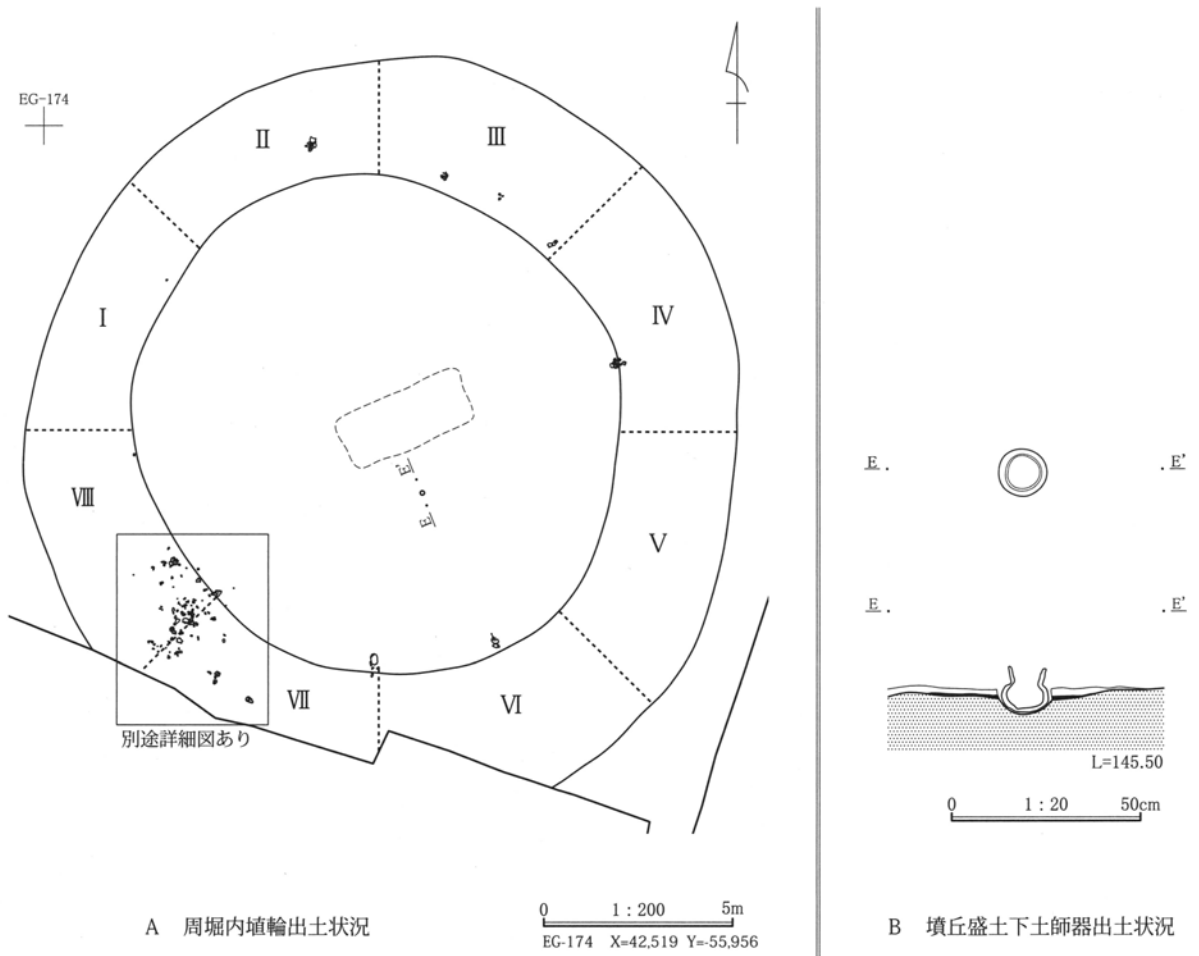 EG-174
Ⅱ
Ⅲ
Ⅰ
Ⅳ
Ⅷ
Ⅴ
E'
E
Ⅶ
Ⅵ
別途詳細図あり
A 周堀内埴輪出土状況
0 1:200 5m
EG-174 X=42,519 Y=-55,956
E E'
E E'
L=145.50
0 1:20 50cm
B 墳丘盛土下土師器出土状況